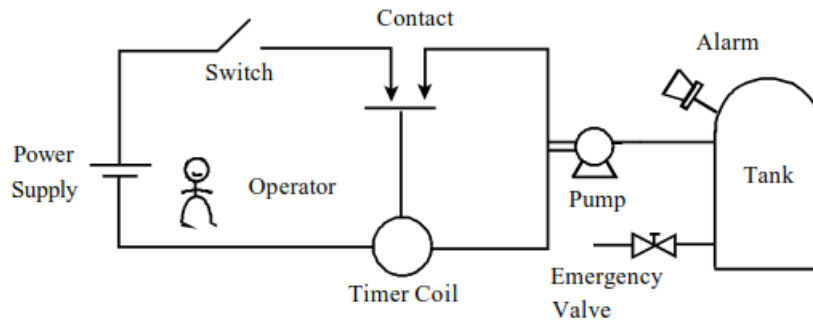 Contact
Alarm
Switch
Power
Supply
Operator
Tank
Pump
Timer Coil
Emergency
Valve